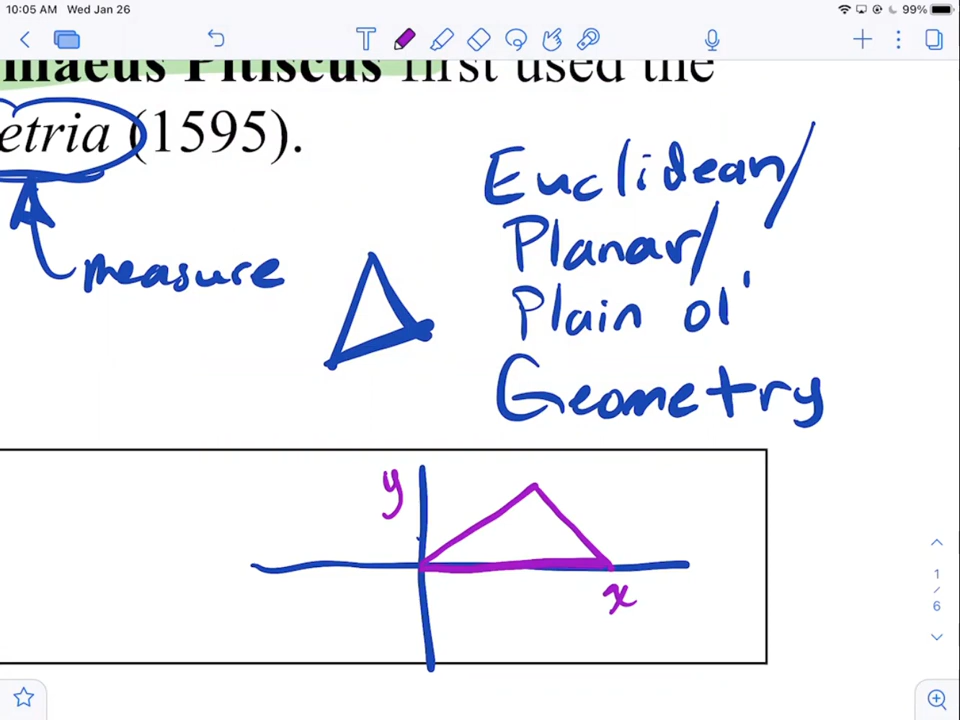 10:05 AM Wed Jan 26
99%
Pitiscus first used the
etria (1595).
Euclidean/
Planar/
Plain ol'
Geometry
measure
y
x
1
/
6